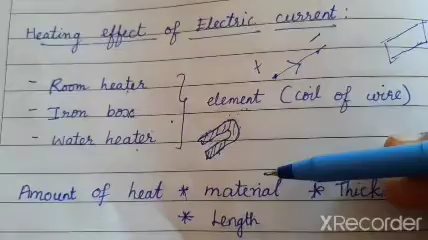 Heating effect of Electric current :
- Room heater
- Iron box
- Water heater
element (coil of wire)
Amount of heat * material * Thick
* Length
XRecorder